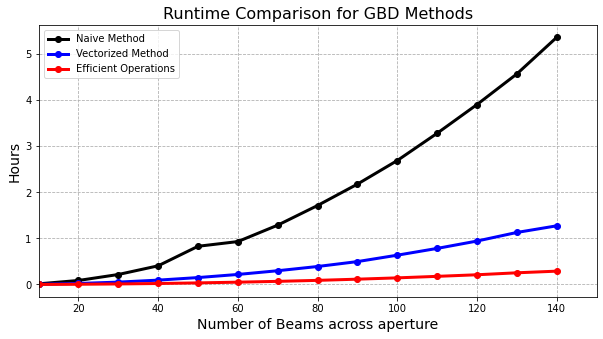 Runtime Comparison for GBD Methods
Naive Method
Vectorized Method
Efficient Operations
Hours
5
4
3
2
1
0
20 40 60 80 100 120 140
Number of Beams across aperture